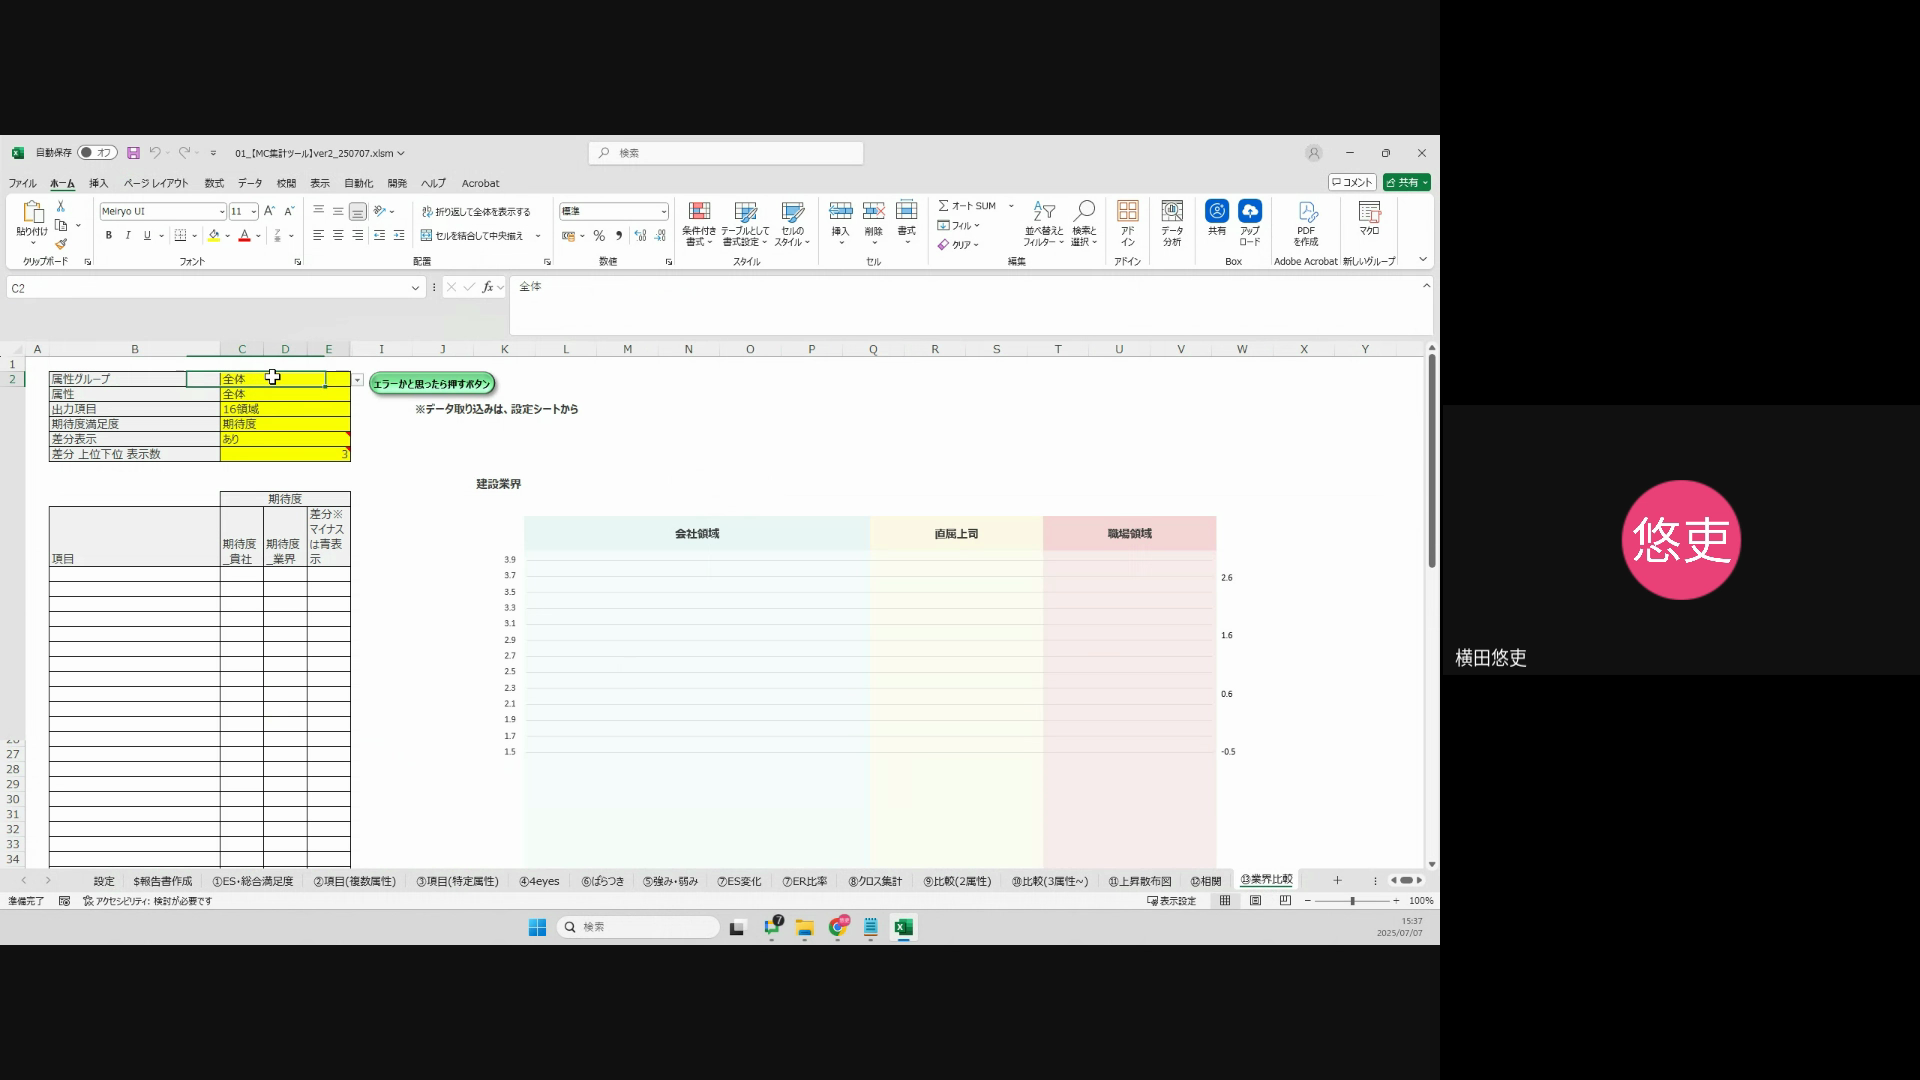 自動保存 オフ 01_【MC集計ツール】ver2_250707.xlsm 検索
ファイル ホーム 挿入 ページ レイアウト 数式 データ 校閲 表示 自動化 開発 ヘルプ Acrobat コメント 共有
貼り付け Meiryo UI 11 折り返して全体を表示する 標準 条件付き書式 テーブルとして書式設定 セルのスタイル 挿入 削除 書式 オート SUM 並べ替えとフィルター 検索と選択 アドイン データ分析 共有 アップロード PDFを作成 マクロ
B I U セルを結合して中央揃え フィル
クリア
クリップボード フォント 配置 数値 スタイル セル 編集 アドイン Box Adobe Acrobat 新しいグループ
C2 fx 全体
A B C D E I J K L M N O P Q R S T U V W X Y
1
2 属性グループ 全体 エラーかと思ったら押すボタン
属性 全体
出力項目 16領域 ※データ取り込みは、設定シートから
期待度満足度 期待度
差分表示 あり
差分 上位下位 表示数 3
建設業界
期待度
項目 期待度_貴社 期待度_業界 差分※マイナスは青表示
会社領域 直属上司 職場領域
3.9
3.7 2.6
3.5
3.3
3.1
2.9 1.6
2.7
2.5
2.3 0.6
2.1
1.9
1.7
1.5 -0.5
27
28
29
30
31
32
33
34
設定 $報告書作成 ①ES・総合満足度 ②項目(複数属性) ③項目(特定属性) ④4eyes ⑥ばらつき ⑤強み・弱み ⑦ES変化 ⑦ER比率 ⑧クロス集計 ⑨比較(2属性) ⑩比較(3属性~) ⑪上昇散布図 ⑫相関 ⑬業界比較
準備完了 アクセシビリティ: 検討が必要です 表示設定 100%
検索 7
15:37
2025/07/07
悠吏
横田悠吏